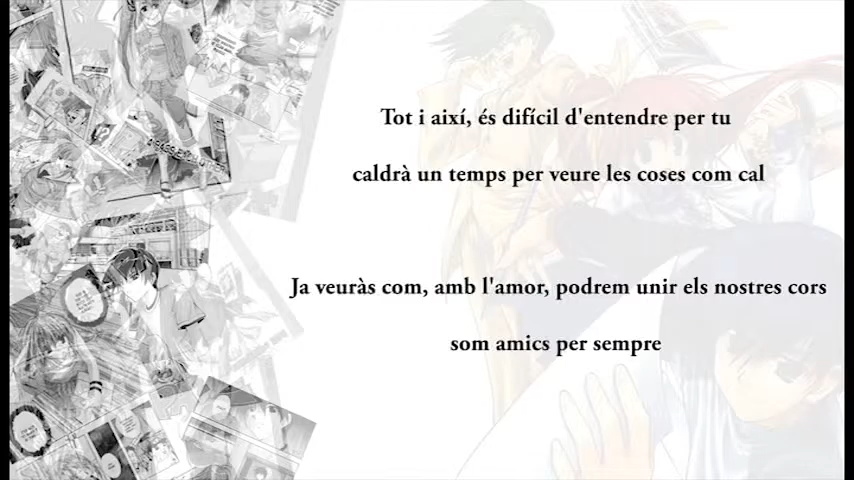 Tot i així, és difícil d'entendre per tu
caldrà un temps per veure les coses com cal
Ja veuràs com, amb l'amor, podrem unir els nostres cors
som amics per sempre